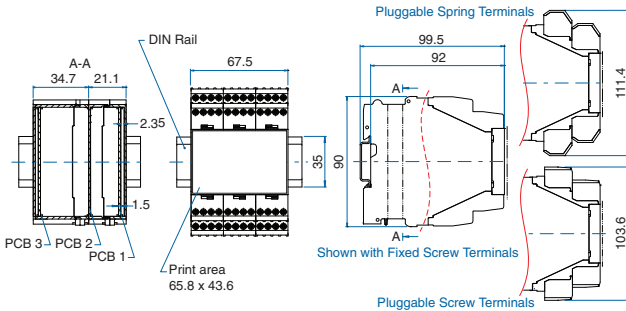 Pluggable Spring Terminals
DIN Rail
A-A
34.7
21.1
67.5
99.5
92
A
2.35
1.5
35
90
111.4
PCB 3
PCB 2
PCB 1
Print area
65.8 x 43.6
A
Shown with Fixed Screw Terminals
103.6
Pluggable Screw Terminals